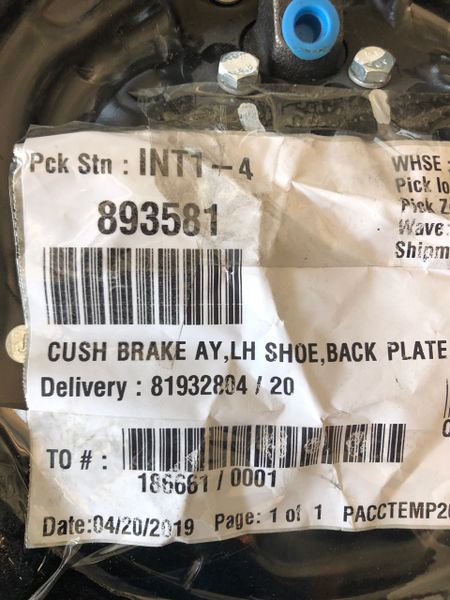 Pck Stn : INT1-4
WHSE :
Pick lo
Pick Z
Wave:
Shipm
893581
CUSH BRAKE AY,LH SHOE,BACK PLATE
Delivery : 81932804 / 20
TO # :
186661 / 0001
Date:04/20/2019 Page: 1 of 1 PACCTEMP20